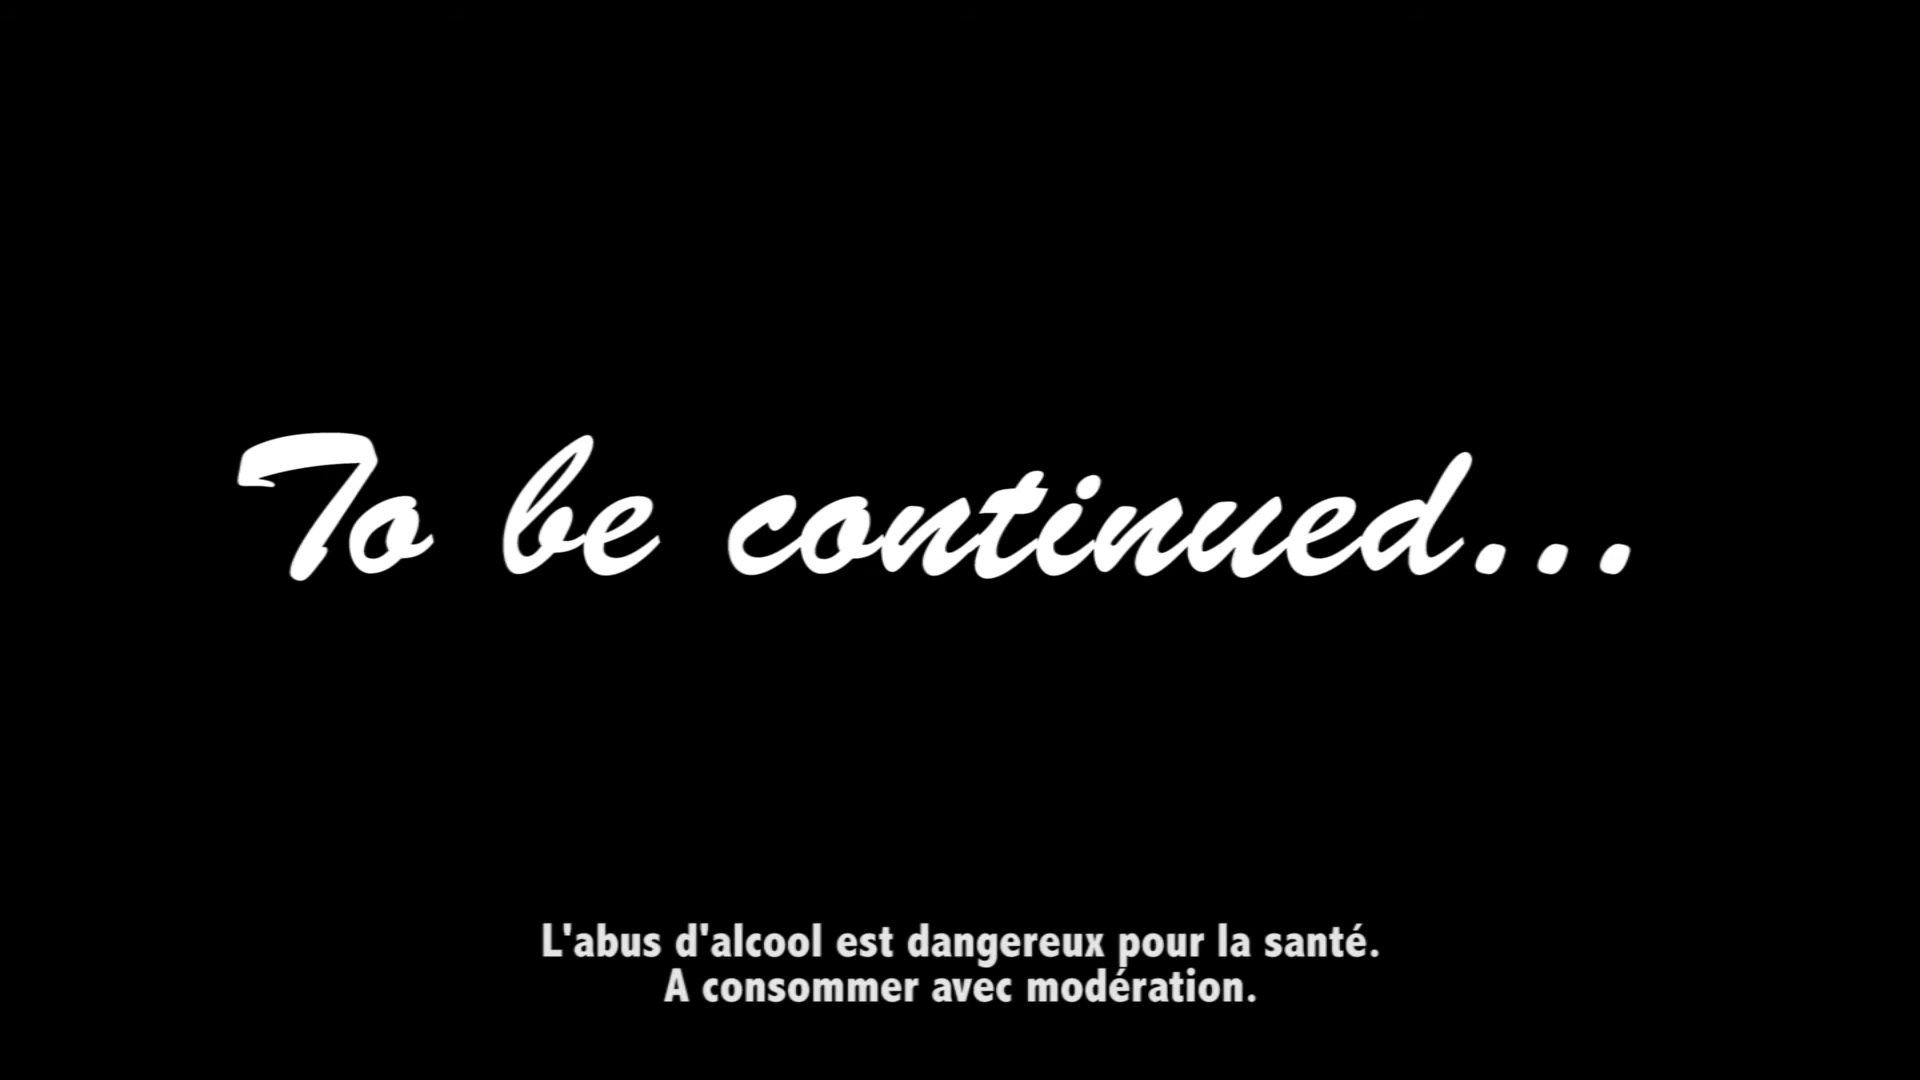 To be continued...
L'abus d'alcool est dangereux pour la santé.
A consommer avec modération.